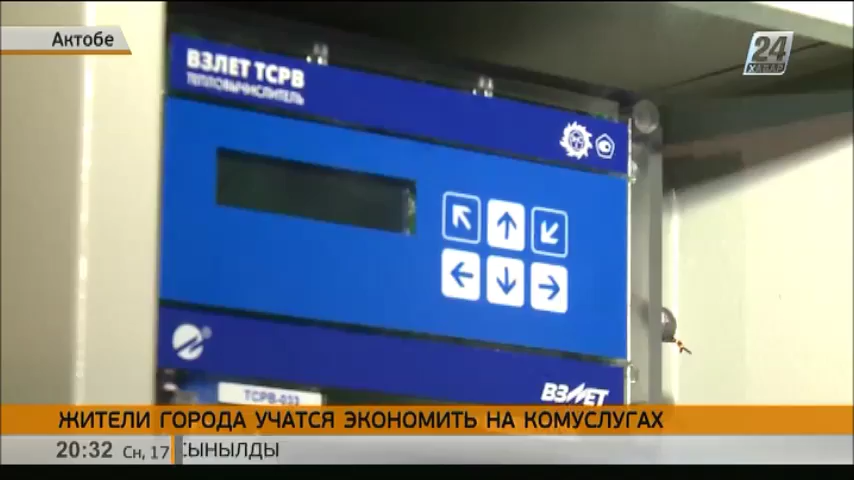 Актобе
24
ХАБАР
ВЗЛЕТ ТСРВ
ТЕПЛОВЫЧИСЛИТЕЛЬ
ТСРВ-033
ВЗЛЕТ
ЖИТЕЛИ ГОРОДА УЧАТСЯ ЭКОНОМИТЬ НА КОМУСЛУГАХ
20:32 Сн, 17 СЫНЫЛДЫ